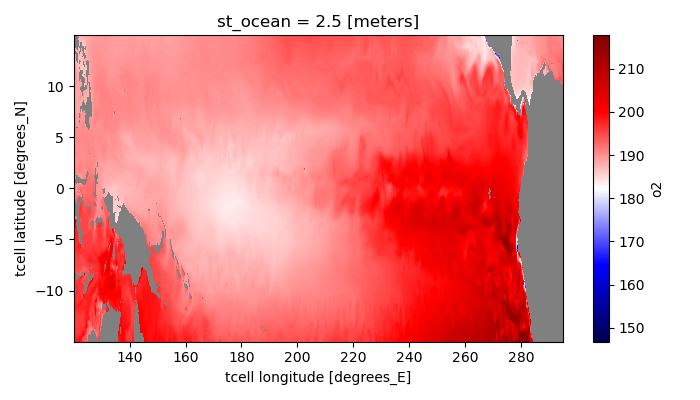 st_ocean = 2.5 [meters]
10
5
0
−5
−10
tcell latitude [degrees_N]
140 160 180 200 220 240 260 280
tcell longitude [degrees_E]
210
200
190
180
170
160
150
o2